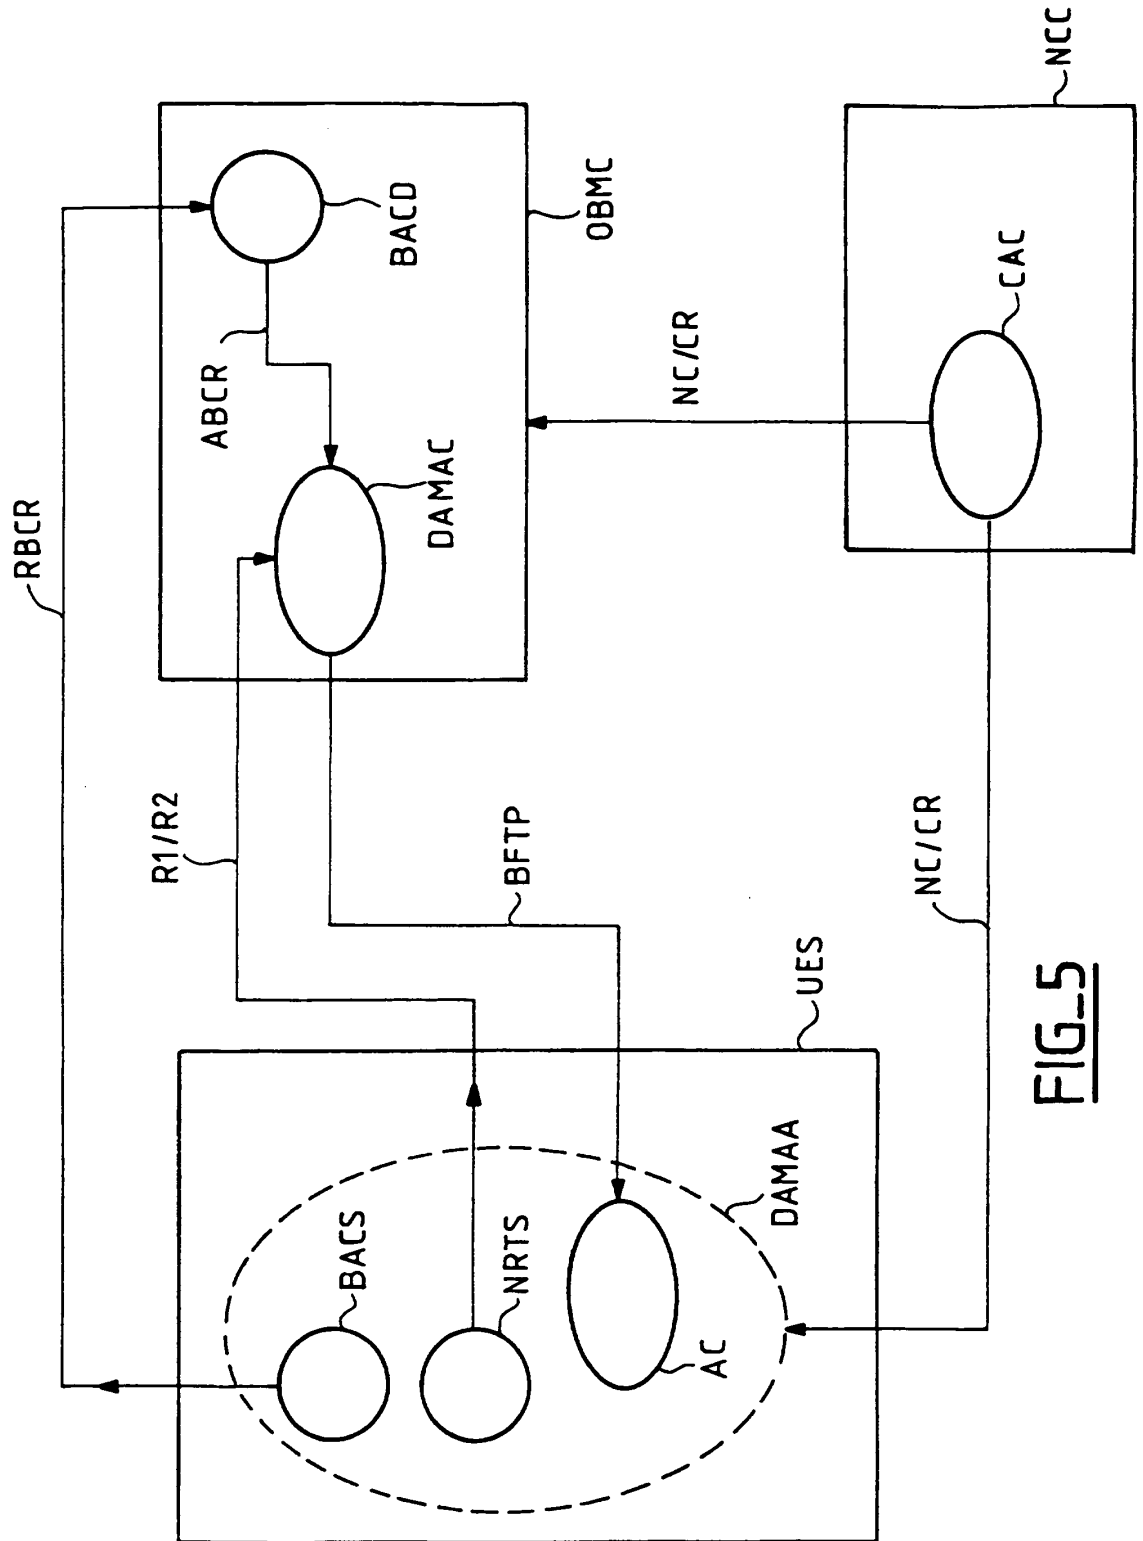 RBCR
R1/R2
ABCR
BACD
DAMAC
OBMC
BFTP
BACS
NRTS
AC
DAMAA
UES
NC/CR
NC/CR
CAC
NCC
FIG_5